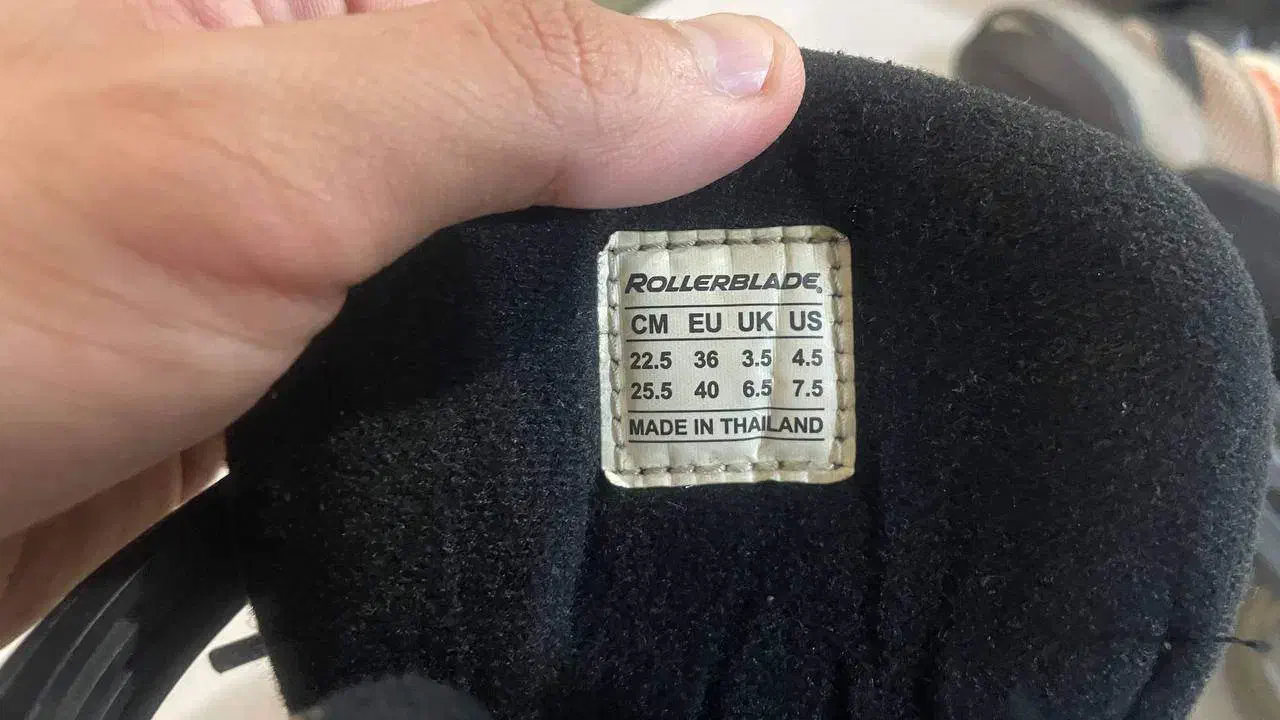 ROLLERBLADE®
CM EU UK US
22.5 36 3.5 4.5
25.5 40 6.5 7.5
MADE IN THAILAND